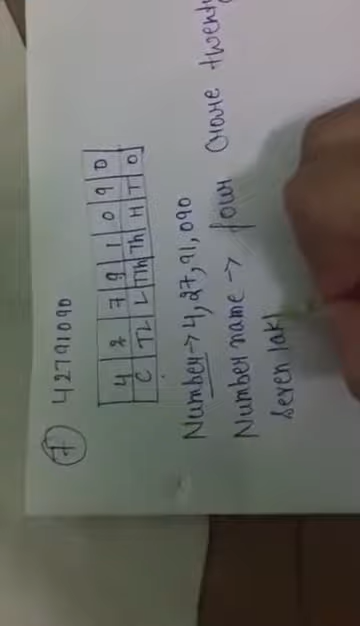 7 42791090
4 2 7 9 1 0 9 0
C TL L TTh Th H T O
Number→ 4,27,91,090
Number name → four crore twenty
seven lak